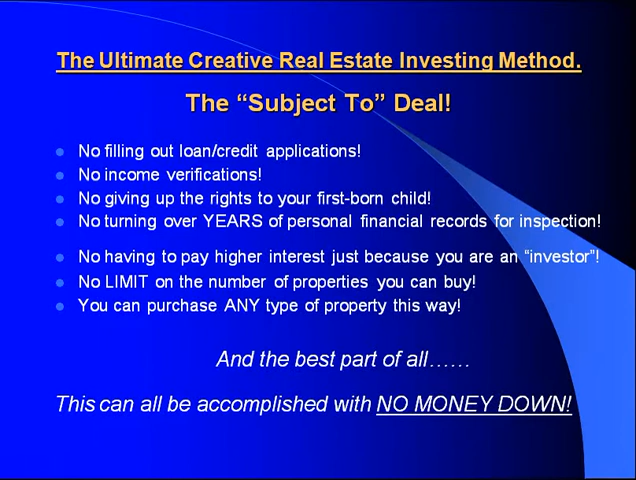 The Ultimate Creative Real Estate Investing Method.
The “Subject To” Deal!
No filling out loan/credit applications!
No income verifications!
No giving up the rights to your first-born child!
No turning over YEARS of personal financial records for inspection!
No having to pay higher interest just because you are an “investor”!
No LIMIT on the number of properties you can buy!
You can purchase ANY type of property this way!
And the best part of all……
This can all be accomplished with NO MONEY DOWN!